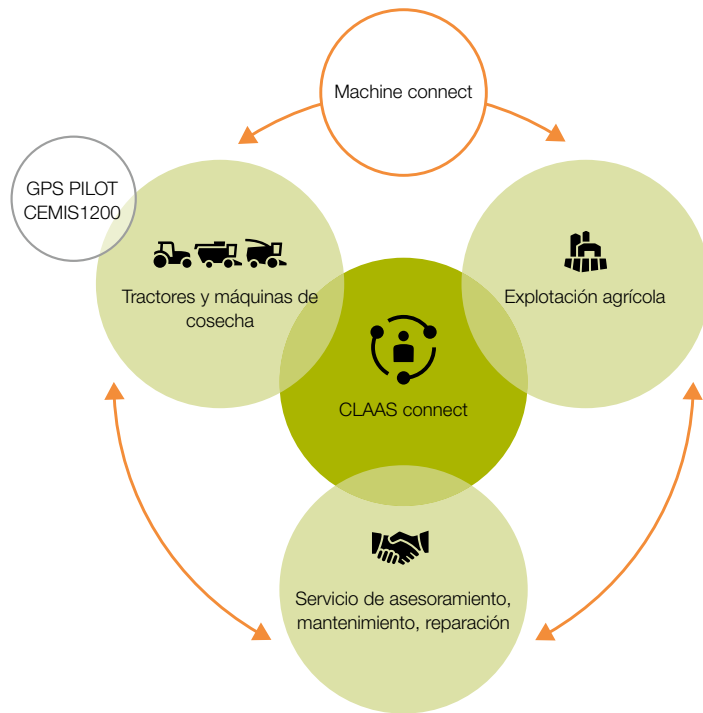 Machine connect
GPS PILOT
CEMIS1200
Tractores y máquinas de
cosecha
Explotación agrícola
CLAAS connect
Servicio de asesoramiento,
mantenimiento, reparación